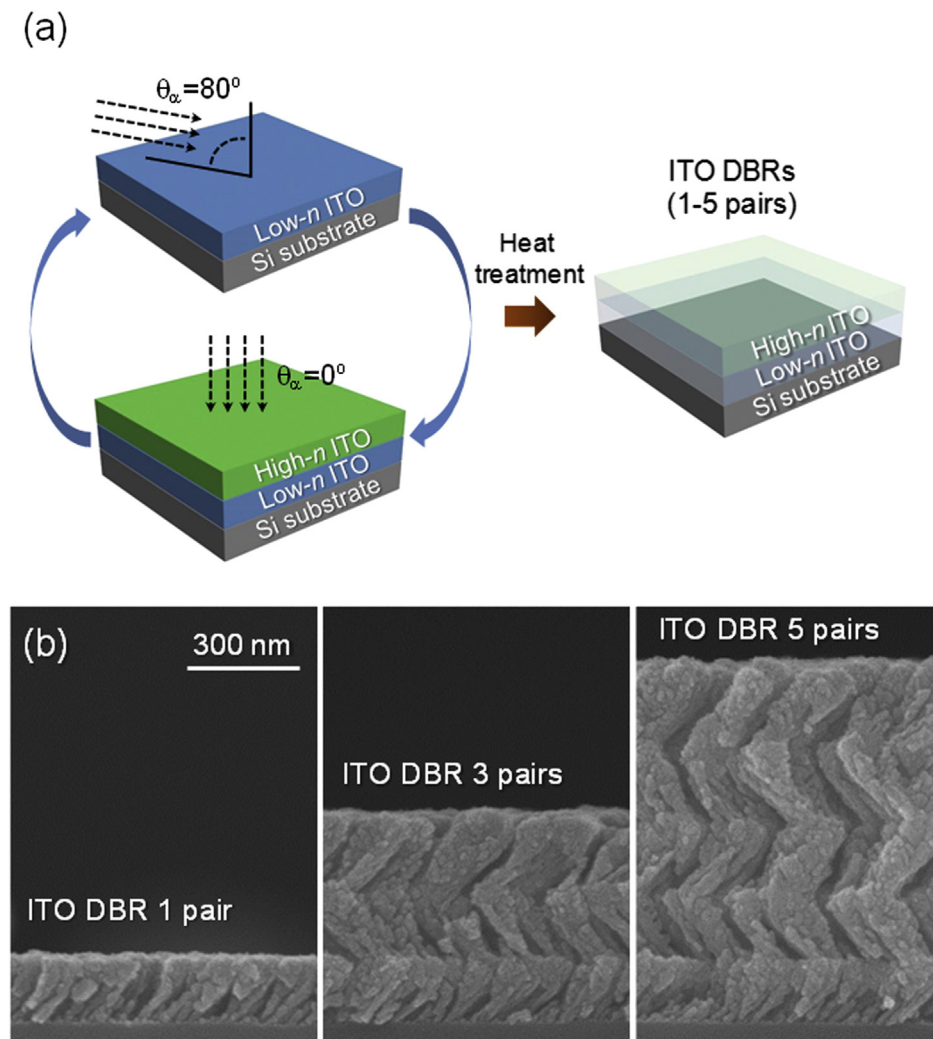 (a)
θα=80°
Low-n ITO
Si substrate
θα=0°
High-n ITO
Low-n ITO
Si substrate
Heat
treatment
ITO DBRs
(1-5 pairs)
High-n ITO
Low-n ITO
Si substrate
(b)
300 nm
ITO DBR 1 pair
ITO DBR 3 pairs
ITO DBR 5 pairs